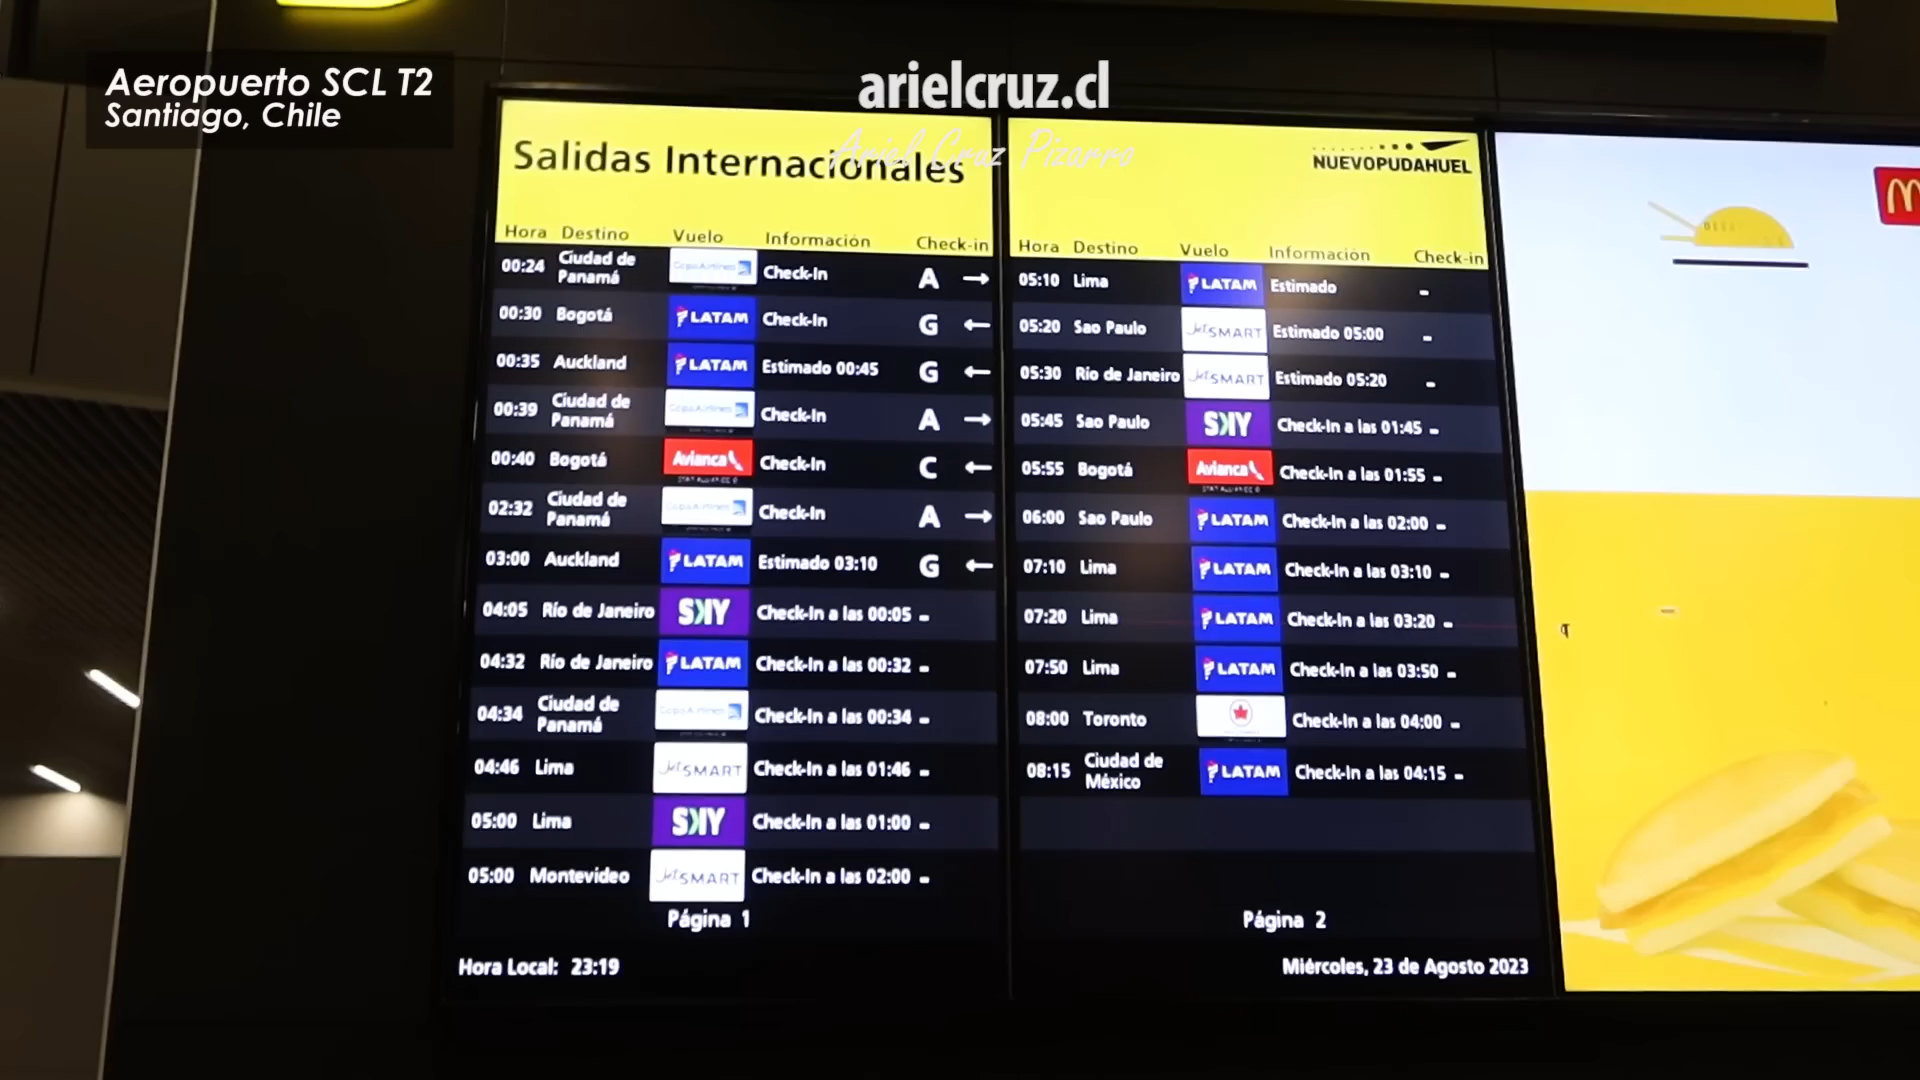 Aeropuerto SCL T2
Santiago, Chile
arielcruz.cl
Ariel Cruz Pizarro
Salidas Internacionales
NUEVOPUDAHUEL
Hora Destino Vuelo Información Check-in
00:24 Ciudad de Panamá CopaAirlines Check-In A →
00:30 Bogotá LATAM Check-In G ←
00:35 Auckland LATAM Estimado 00:45 G ←
00:39 Ciudad de Panamá CopaAirlines Check-In A →
00:40 Bogotá Avianca Check-In C ←
02:32 Ciudad de Panamá CopaAirlines Check-In A →
03:00 Auckland LATAM Estimado 03:10 G ←
04:05 Río de Janeiro SKY Check-In a las 00:05 -
04:32 Río de Janeiro LATAM Check-In a las 00:32 -
04:34 Ciudad de Panamá CopaAirlines Check-In a las 00:34 -
04:46 Lima JetSMART Check-In a las 01:46 -
05:00 Lima SKY Check-In a las 01:00 -
05:00 Montevideo JetSMART Check-In a las 02:00 -
Página 1
Hora Local: 23:19
Hora Destino Vuelo Información Check-in
05:10 Lima LATAM Estimado -
05:20 Sao Paulo JetSMART Estimado 05:00 -
05:30 Río de Janeiro JetSMART Estimado 05:20 -
05:45 Sao Paulo SKY Check-In a las 01:45 -
05:55 Bogotá Avianca Check-In a las 01:55 -
06:00 Sao Paulo LATAM Check-In a las 02:00 -
07:10 Lima LATAM Check-In a las 03:10 -
07:20 Lima LATAM Check-In a las 03:20 -
07:50 Lima LATAM Check-In a las 03:50 -
08:00 Toronto Check-In a las 04:00 -
08:15 Ciudad de México LATAM Check-In a las 04:15 -
Página 2
Miércoles, 23 de Agosto 2023